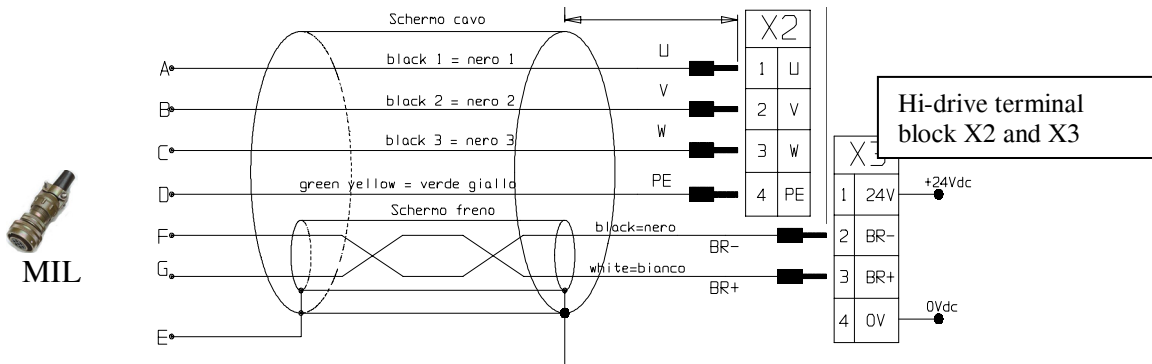 Schermo cavo
X2
A
black 1 = nero 1
U
1 U
B
black 2 = nero 2
V
2 V
C
black 3 = nero 3
W
3 W
D
green yellow = verde giallo
PE
4 PE
Hi-drive terminal
block X2 and X3
X3
1 24V
+24Vdc
Schermo freno
F
black=nero
BR-
2 BR-
G
white=bianco
BR+
3 BR+
4 0V
0Vdc
E
MIL